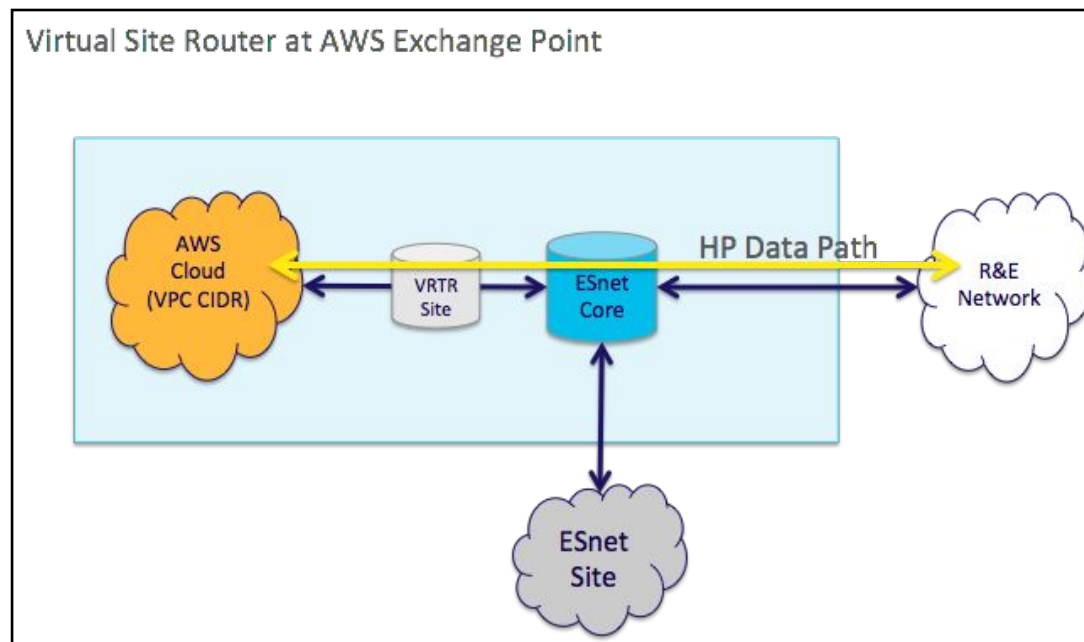 Virtual Site Router at AWS Exchange Point
HP Data Path
AWS
Cloud
(VPC CIDR)
VRTR
Site
ESnet
Core
R&E
Network
ESnet
Site